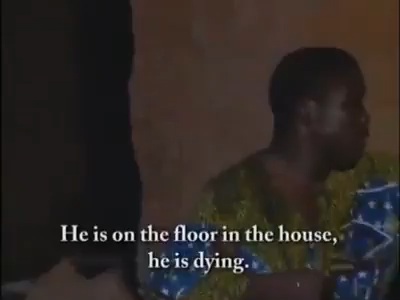 He is on the floor in the house,
he is dying.